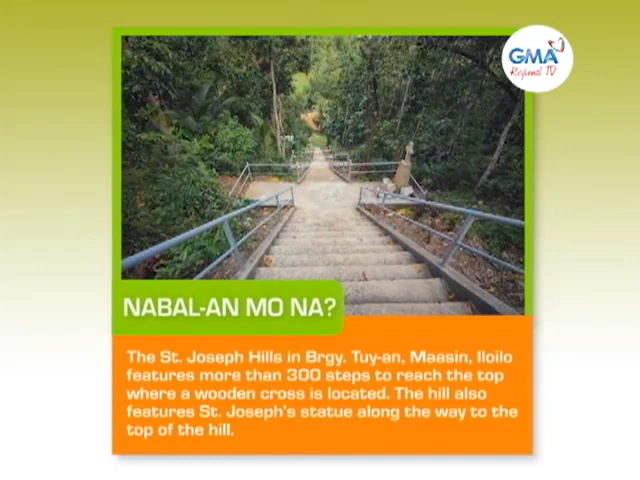 GMA
Regional TV
NABAL-AN MO NA?
The St. Joseph Hills in Brgy. Tuy-an, Maasin, Iloilo
features more than 300 steps to reach the top
where a wooden cross is located. The hill also
features St. Joseph's statue along the way to the
top of the hill.